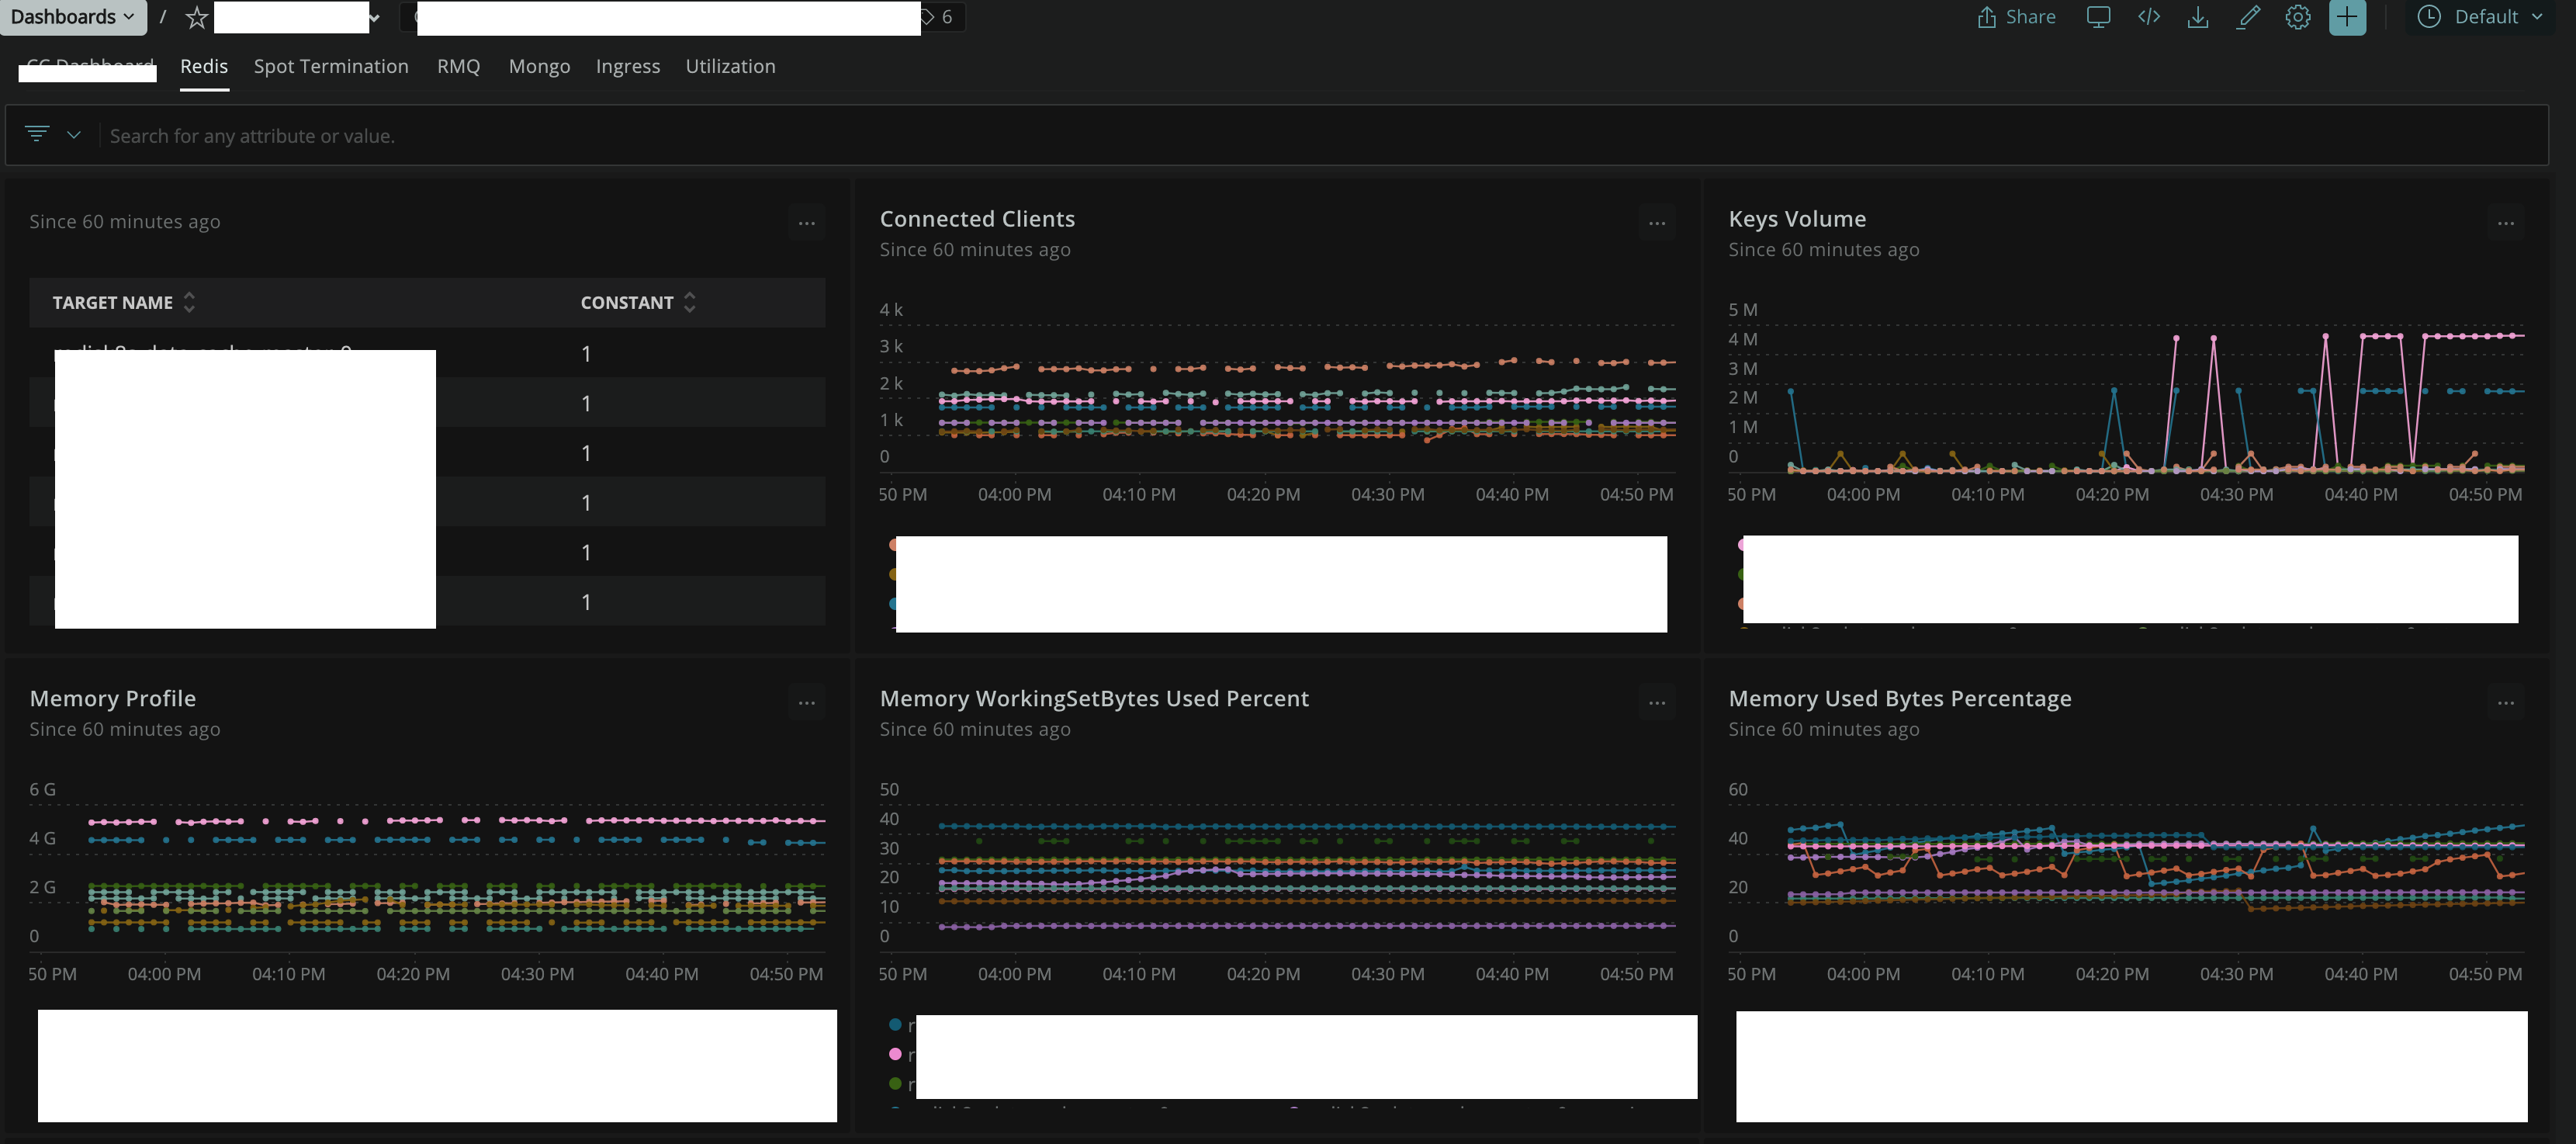 Dashboards / 6 Share Default
Redis Spot Termination RMQ Mongo Ingress Utilization
Search for any attribute or value.
Since 60 minutes ago ...
TARGET NAME CONSTANT
1
1
1
1
1
1
Connected Clients ...
Since 60 minutes ago
4 k
3 k
2 k
1 k
0
50 PM 04:00 PM 04:10 PM 04:20 PM 04:30 PM 04:40 PM 04:50 PM
Keys Volume ...
Since 60 minutes ago
5 M
4 M
3 M
2 M
1 M
0
50 PM 04:00 PM 04:10 PM 04:20 PM 04:30 PM 04:40 PM 04:50 PM
Memory Profile ...
Since 60 minutes ago
6 G
4 G
2 G
0
50 PM 04:00 PM 04:10 PM 04:20 PM 04:30 PM 04:40 PM 04:50 PM
Memory WorkingSetBytes Used Percent ...
Since 60 minutes ago
50
40
30
20
10
0
50 PM 04:00 PM 04:10 PM 04:20 PM 04:30 PM 04:40 PM 04:50 PM
r
r
r
Memory Used Bytes Percentage ...
Since 60 minutes ago
60
40
20
0
50 PM 04:00 PM 04:10 PM 04:20 PM 04:30 PM 04:40 PM 04:50 PM